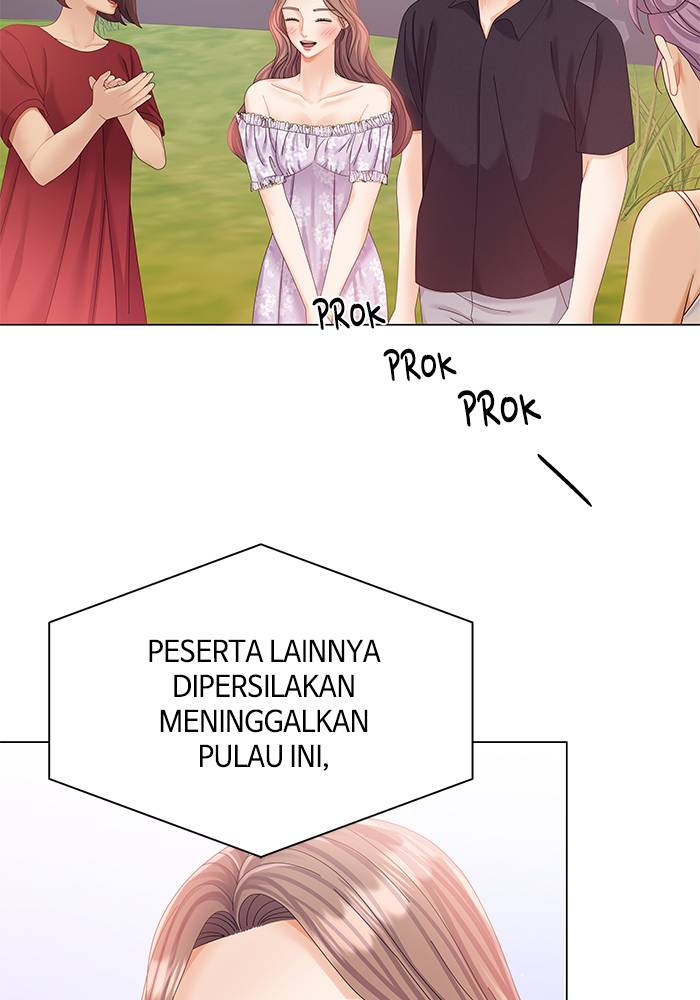 PROK
PROK
PROK
PESERTA LAINNYA
DIPERSILAKAN
MENINGGALKAN
PULAU INI,